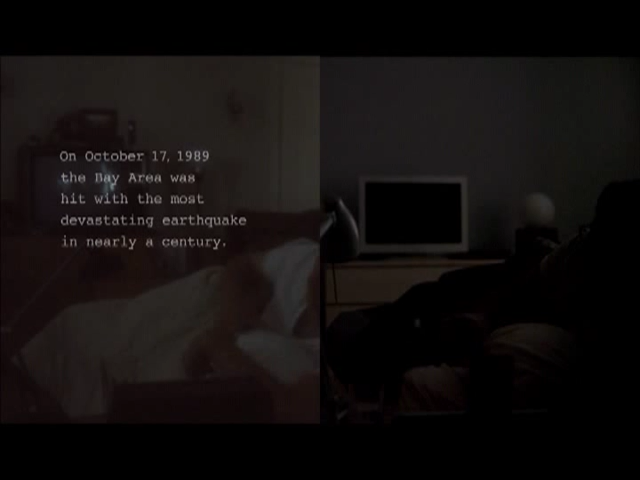 On October 17, 1989
the Bay Area was
hit with the most
devastating earthquake
in nearly a century.